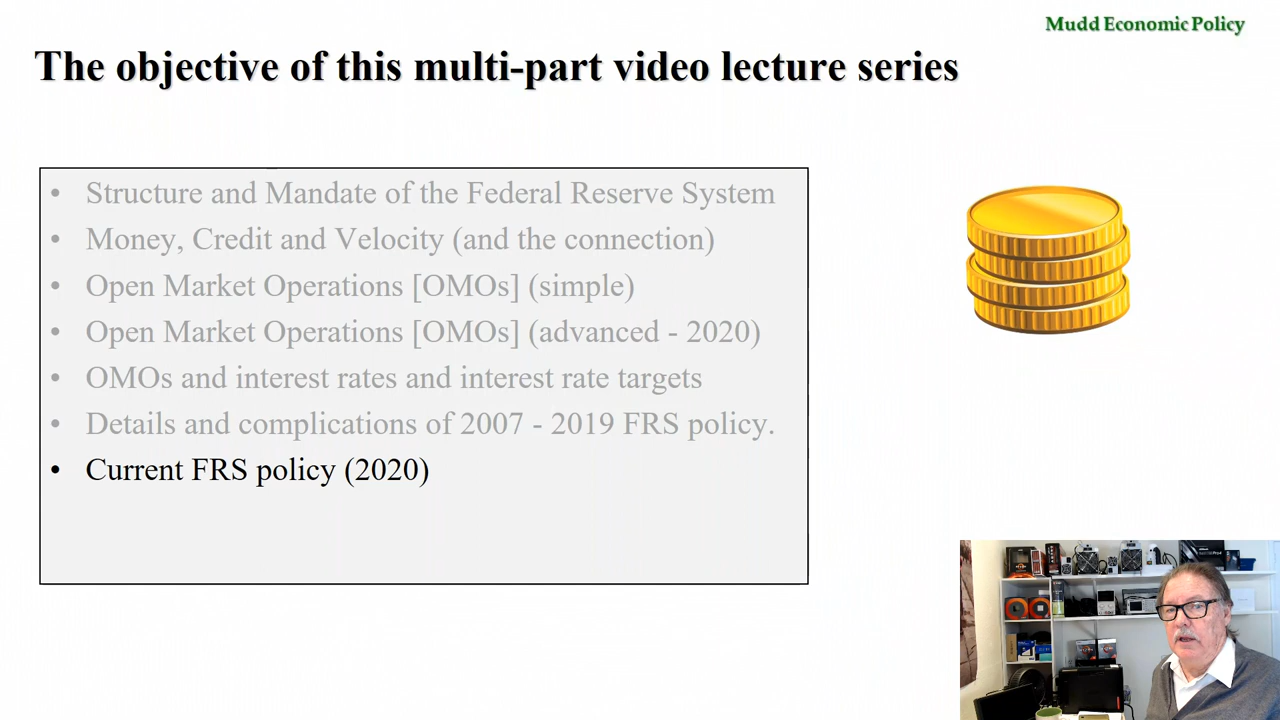 Mudd Economic Policy
The objective of this multi-part video lecture series
• Structure and Mandate of the Federal Reserve System
• Money, Credit and Velocity (and the connection)
• Open Market Operations [OMOs] (simple)
• Open Market Operations [OMOs] (advanced - 2020)
• OMOs and interest rates and interest rate targets
• Details and complications of 2007 - 2019 FRS policy.
• Current FRS policy (2020)